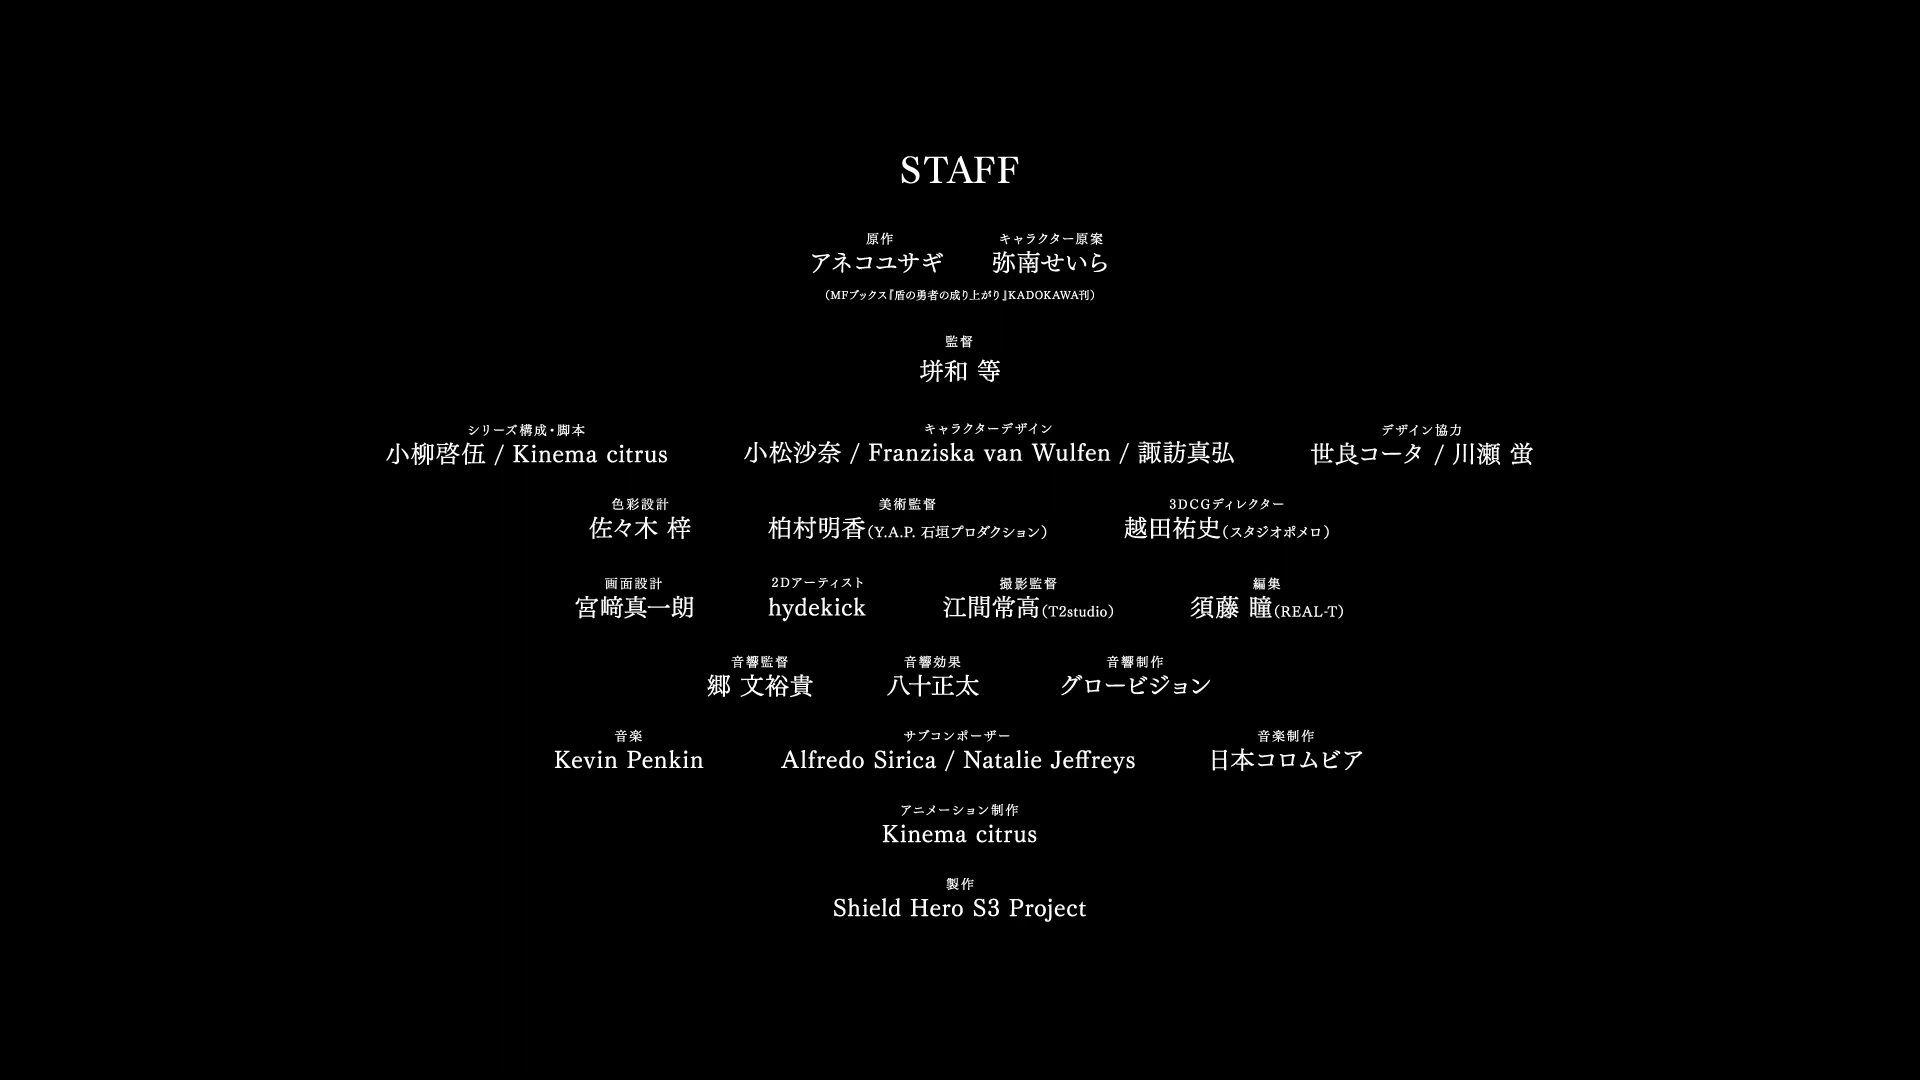 STAFF
原作 キャラクター原案
アネコユサギ 弥南せいら
(MFブックス『盾の勇者の成り上がり』KADOKAWA刊)
監督
垪和 等
シリーズ構成・脚本 キャラクターデザイン デザイン協力
小柳啓伍 / Kinema citrus 小松沙奈 / Franziska van Wulfen / 諏訪真弘 世良コータ / 川瀬 蛍
色彩設計 美術監督 3DCGディレクター
佐々木 梓 柏村明香(Y.A.P. 石垣プロダクション) 越田祐史(スタジオポメロ)
画面設計 2Dアーティスト 撮影監督 編集
宮﨑真一朗 hydekick 江間常高(T2studio) 須藤 瞳(REAL-T)
音響監督 音響効果 音響制作
郷 文裕貴 八十正太 グロービジョン
音楽 サブコンポーザー 音楽制作
Kevin Penkin Alfredo Sirica / Natalie Jeffreys 日本コロムビア
アニメーション制作
Kinema citrus
製作
Shield Hero S3 Project